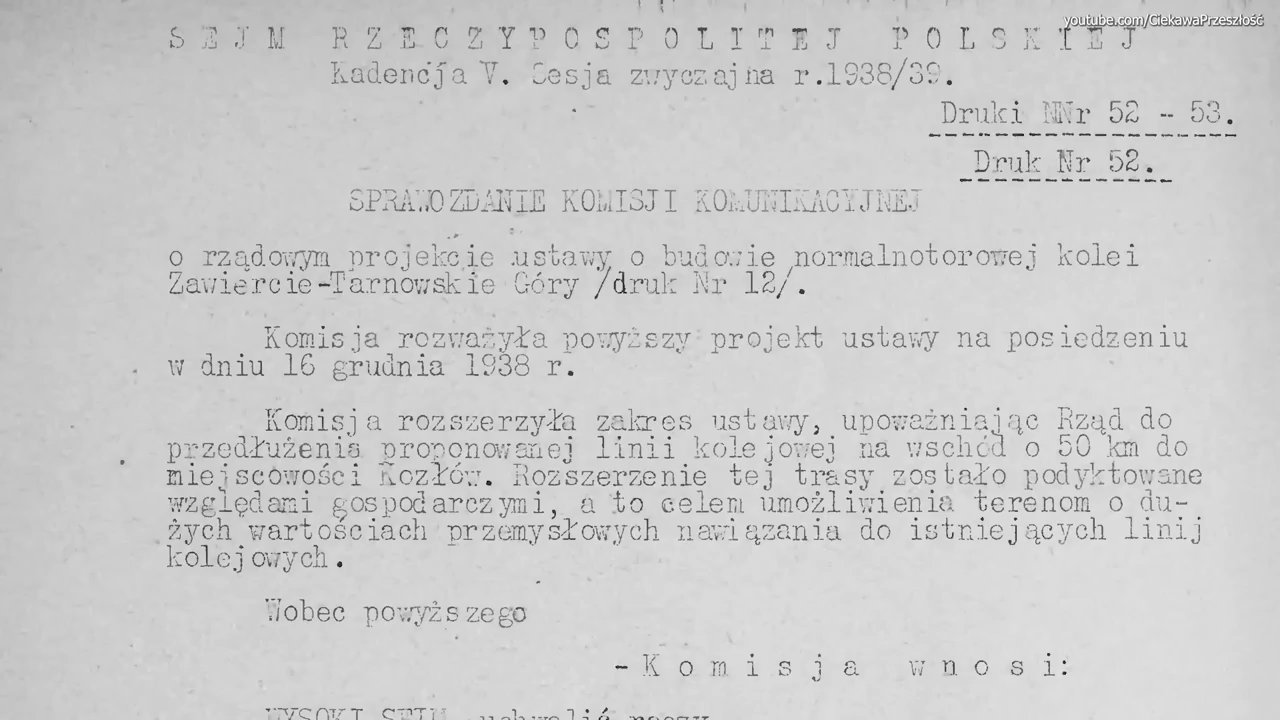 youtube.com/CiekawaPrzeszłość
SEJM RZECZYPOSPOLITEJ POLSKIEJ
Kadencja V. Sesja zwyczajna r.1938/39.
Druki NNr 52 - 53.
Druk Nr 52.
SPRAWOZDANIE KOMISJI KOMUNIKACYJNEJ
o rządowym projekcie ustawy o budowie normalnotorowej kolei
Zawiercie-Tarnowskie Góry /druk Nr 12/.
Komisja rozważyła powyższy projekt ustawy na posiedzeniu
w dniu 16 grudnia 1938 r.
Komisja rozszerzyła zakres ustawy, upoważniając Rząd do
przedłużenia proponowanej linii kolejowej na wschód o 50 km do
miejscowości Kozłów. Rozszerzenie tej trasy zostało podyktowane
względami gospodarczymi, a to celem umożliwienia terenom o du-
żych wartościach przemysłowych nawiązania do istniejących linij
kolejowych.
Wobec powyższego
- Komisja wnosi:
WYSOKI SEJM uchwalić raczy